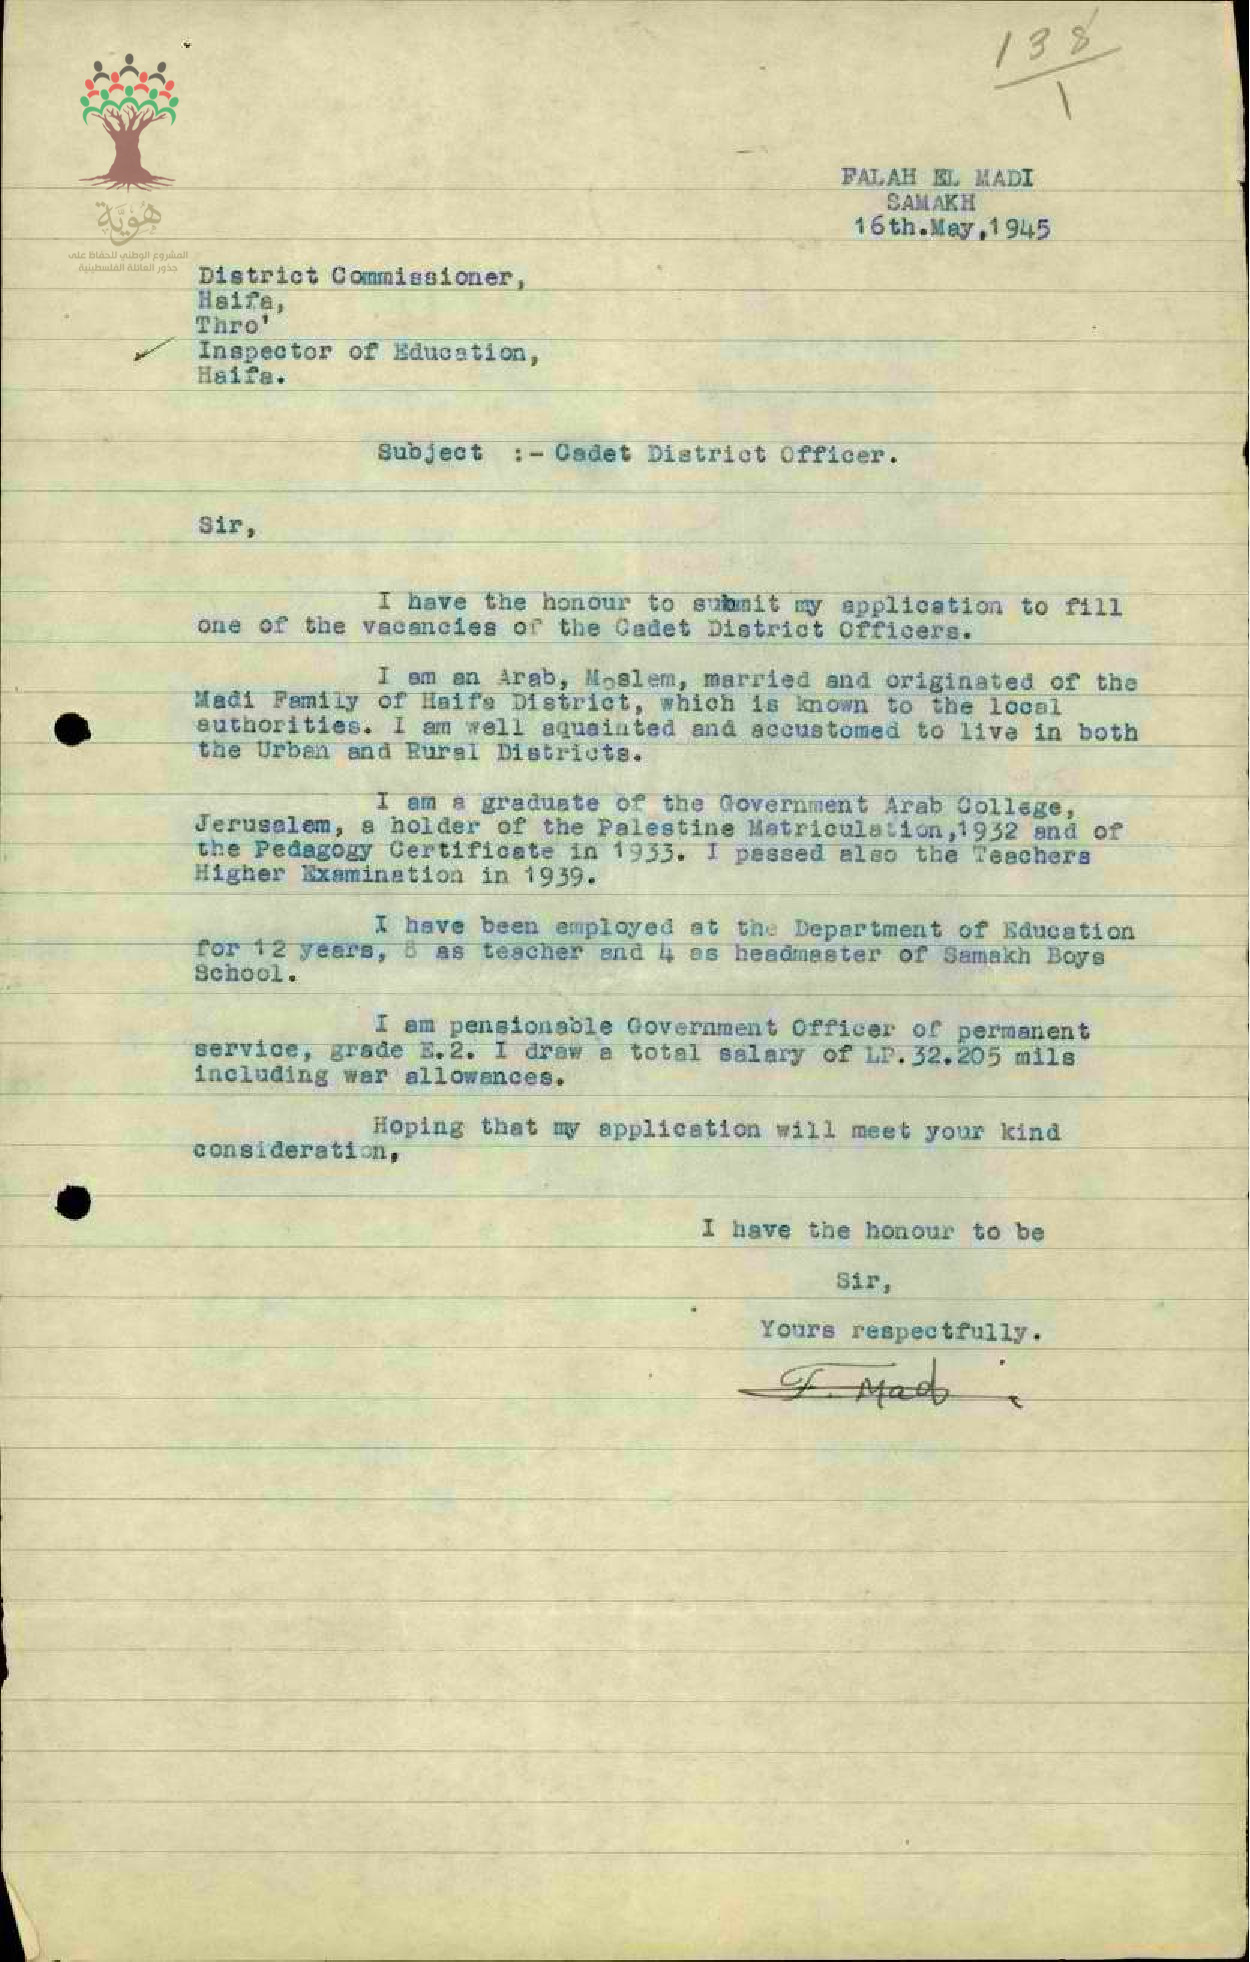 138
1
هُوِيَّة
المشروع الوطني للحفاظ على
جذور العائلة الفلسطينية
FALAH EL MADI
SAMAKH
16th.May,1945
District Commissioner,
Haifa,
Thro'
Inspector of Education,
Haifa.
Subject :- Cadet District Officer.
Sir,
I have the honour to submit my application to fill
one of the vacancies of the Cadet District Officers.
I am an Arab, Moslem, married and originated of the
Madi Family of Haifa District, which is known to the local
authorities. I am well aquainted and accustomed to live in both
the Urban and Rural Districts.
I am a graduate of the Government Arab College,
Jerusalem, a holder of the Palestine Matriculation,1932 and of
the Pedagogy Certificate in 1933. I passed also the Teachers
Higher Examination in 1939.
I have been employed at the Department of Education
for 12 years, 8 as teacher and 4 as headmaster of Samakh Boys
School.
I am pensionable Government Officer of permanent
service, grade E.2. I draw a total salary of LP.32.205 mils
including war allowances.
Hoping that my application will meet your kind
consideration,
I have the honour to be
Sir,
Yours respectfully.
F. Madi